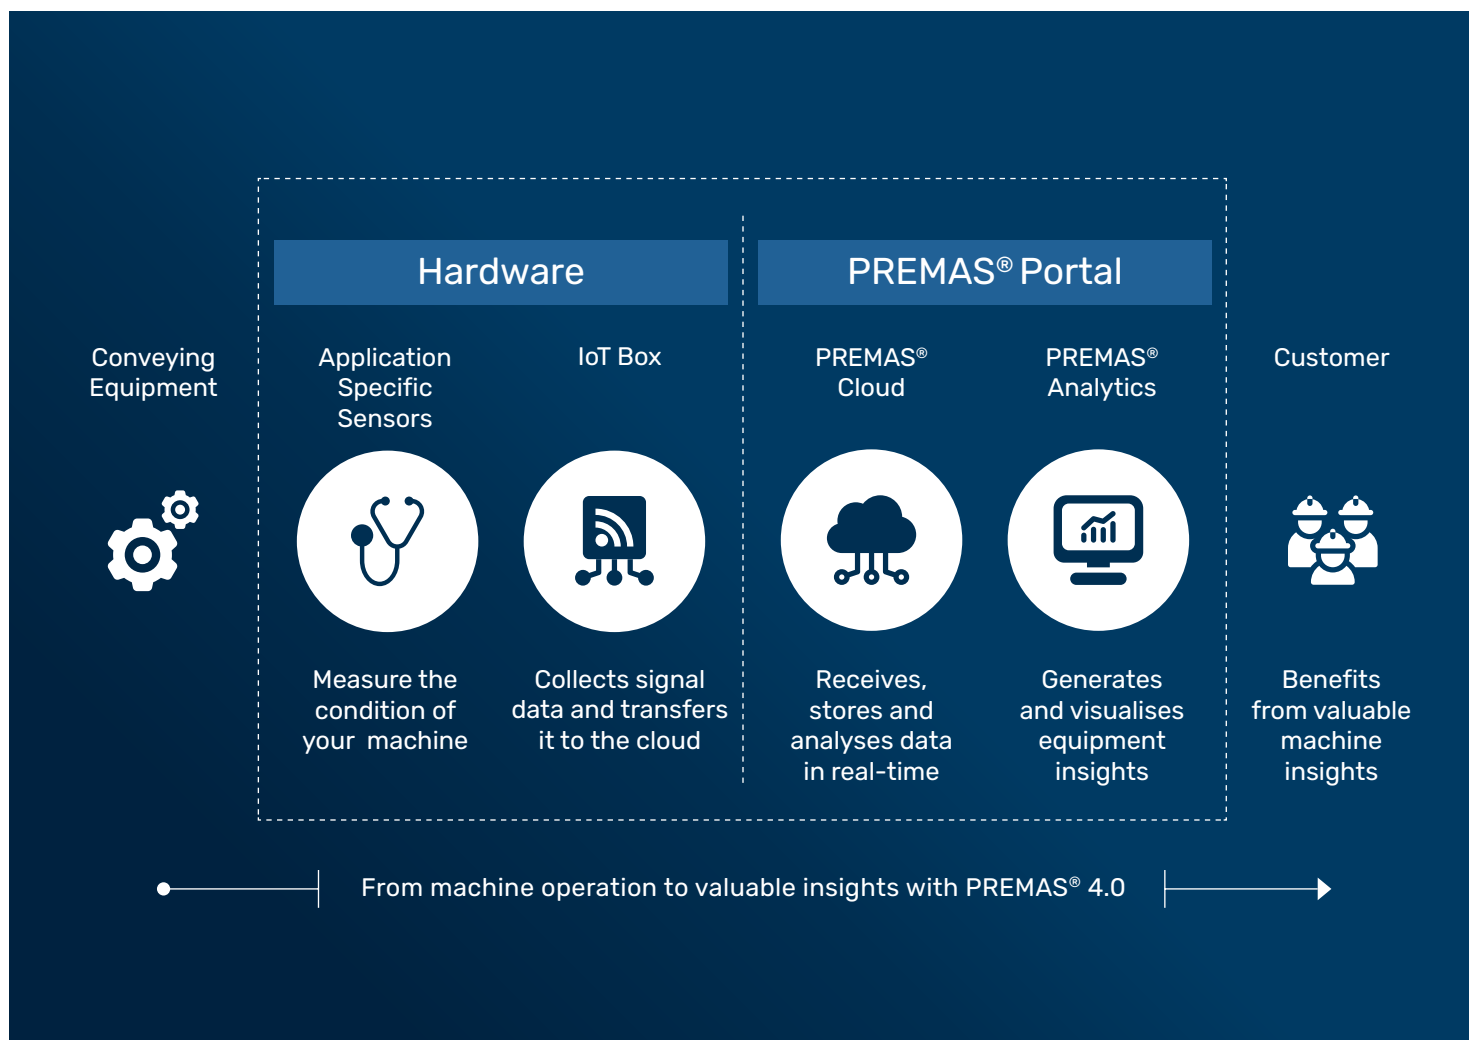 Hardware
PREMAS® Portal
Conveying
Equipment
Application
Specific
Sensors
IoT Box
PREMAS®
Cloud
PREMAS®
Analytics
Customer
Measure the
condition of
your machine
Collects signal
data and transfers
it to the cloud
Receives,
stores and
analyses data
in real-time
Generates
and visualises
equipment
insights
Benefits
from valuable
machine
insights
From machine operation to valuable insights with PREMAS® 4.0